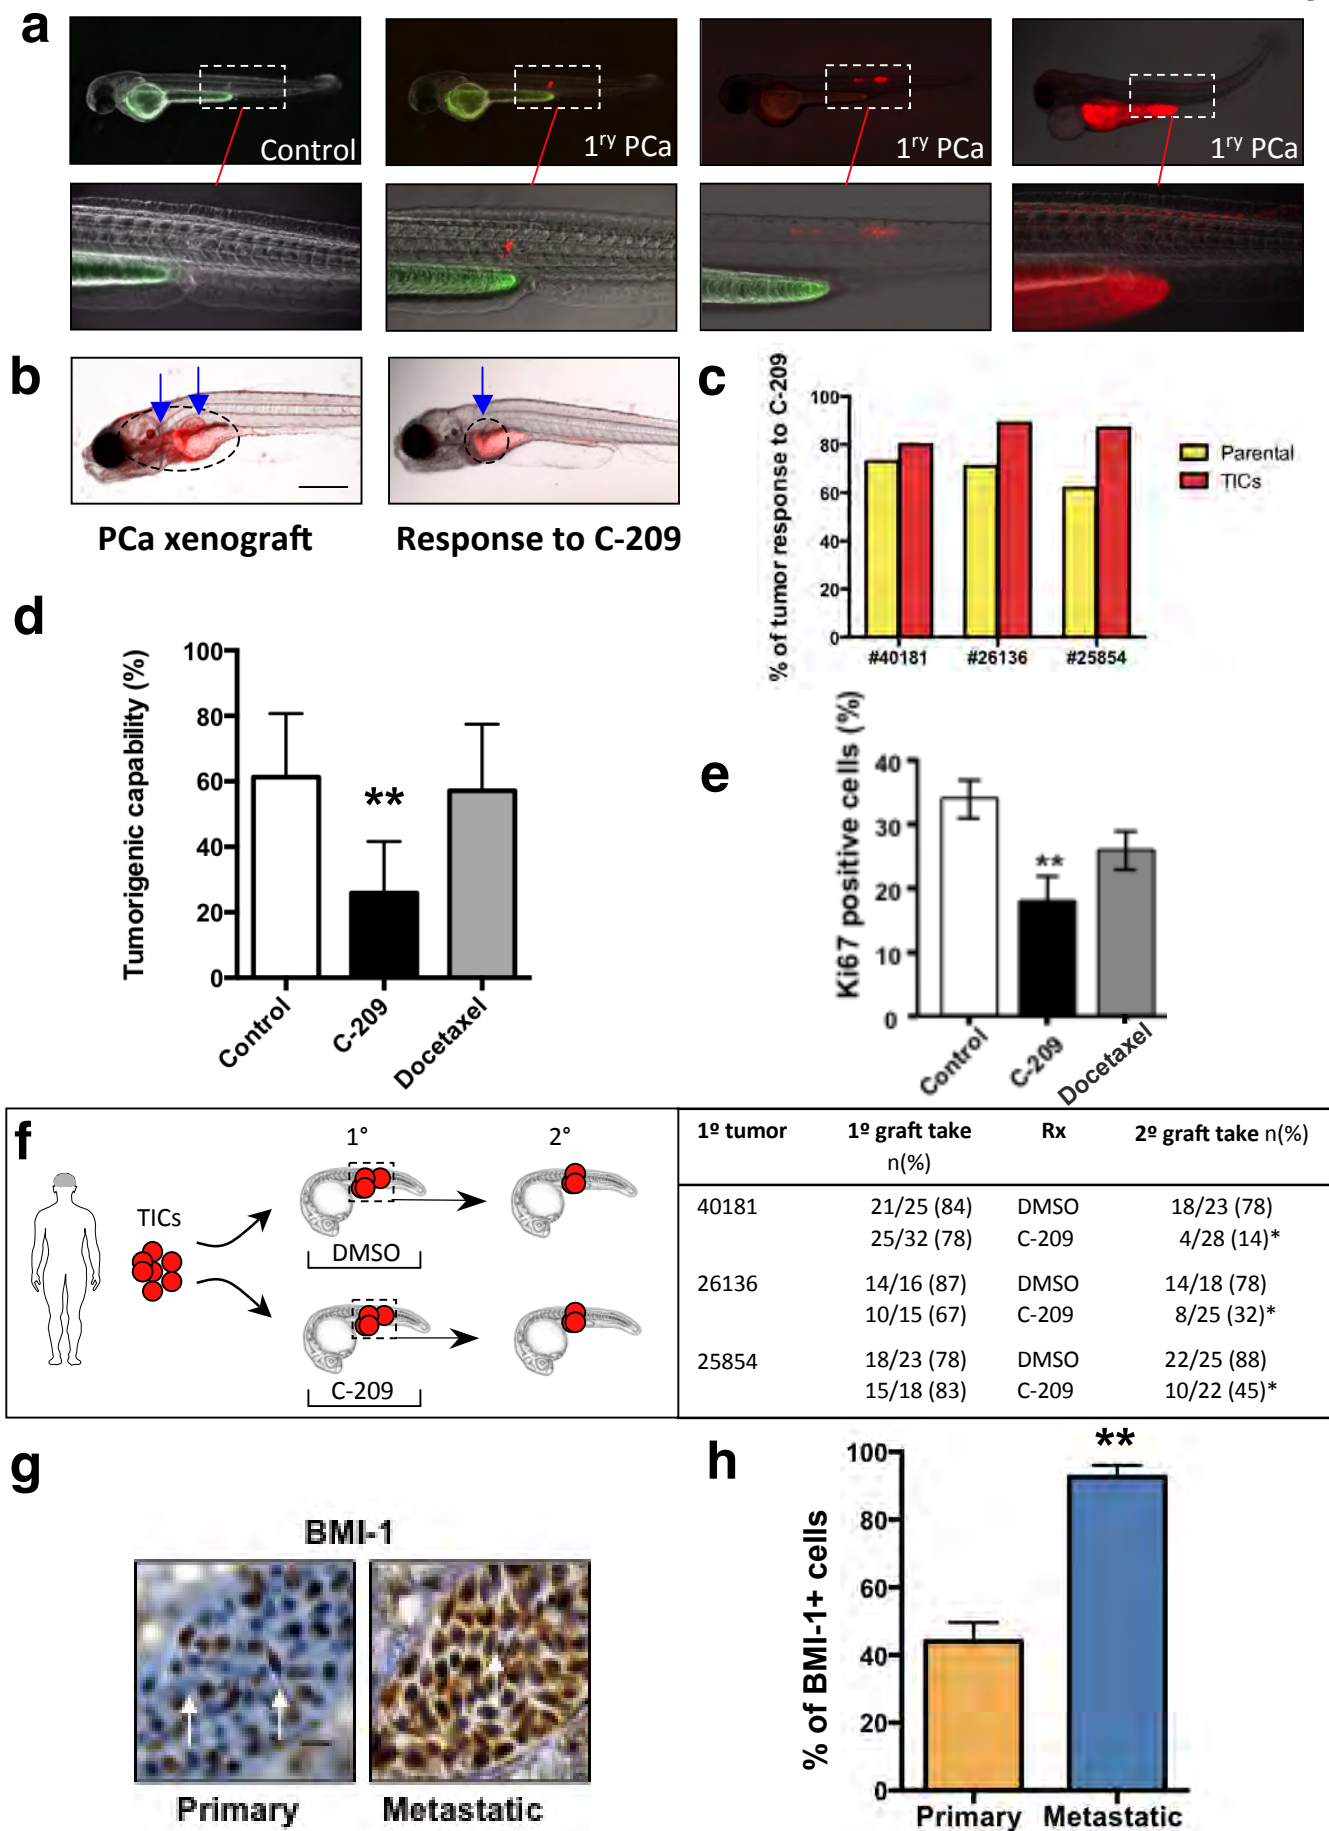 a
Control
1ry PCa
1ry PCa
1ry PCa
b
PCa xenograft
Response to C-209
c
% of tumor response to C-209
100
80
60
40
20
0
#40181
#26136
#25854
Parental
TICs
d
Tumorigenic capability (%)
100
80
60
40
20
0
**
Control
C-209
Docetaxel
e
Ki67 positive cells (%)
40
30
20
10
0
**
Control
C-209
Docetaxel
f
TICs
1°
2°
DMSO
C-209
1º tumor 1º graft take Rx 2º graft take n(%)
n(%)
40181 21/25 (84) DMSO 18/23 (78)
25/32 (78) C-209 4/28 (14)*
26136 14/16 (87) DMSO 14/18 (78)
10/15 (67) C-209 8/25 (32)*
25854 18/23 (78) DMSO 22/25 (88)
15/18 (83) C-209 10/22 (45)*
g
BMI-1
Primary
Metastatic
h
% of BMI-1+ cells
100
80
60
40
20
0
**
Primary
Metastatic